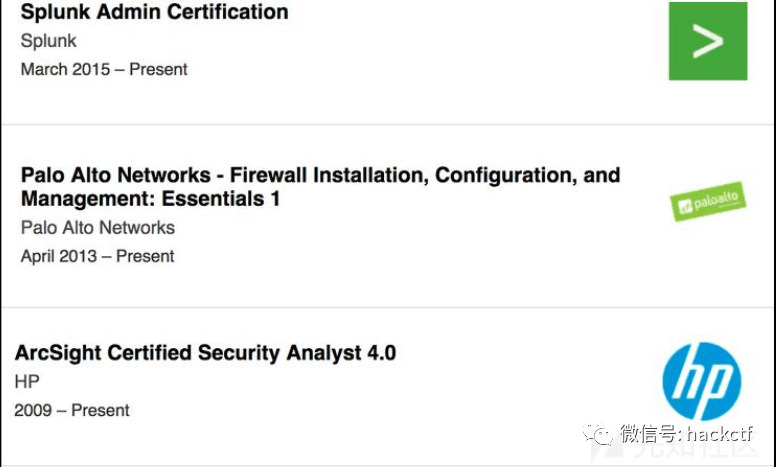 Splunk Admin Certification
Splunk
March 2015 – Present
>
Palo Alto Networks - Firewall Installation, Configuration, and
Management: Essentials 1
Palo Alto Networks
paloalto
April 2013 – Present
ArcSight Certified Security Analyst 4.0
HP
2009 – Present
hp
微信号: hackctf
先知社区